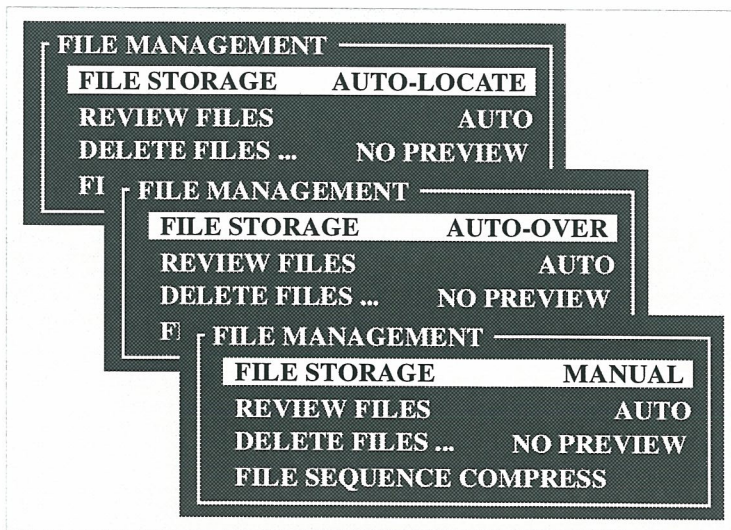 FILE MANAGEMENT
FILE STORAGE AUTO-LOCATE
REVIEW FILES AUTO
DELETE FILES ... NO PREVIEW
FI
FILE MANAGEMENT
FILE STORAGE AUTO-OVER
REVIEW FILES AUTO
DELETE FILES ... NO PREVIEW
FI
FILE MANAGEMENT
FILE STORAGE MANUAL
REVIEW FILES AUTO
DELETE FILES ... NO PREVIEW
FILE SEQUENCE COMPRESS